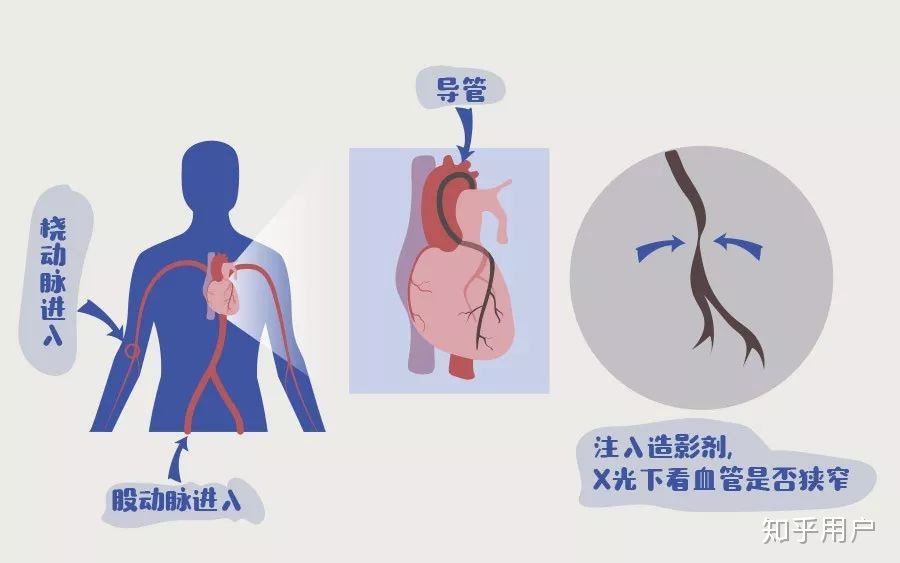 导管
桡动脉进入
股动脉进入
注入造影剂,
X光下看血管是否狭窄
知乎用户